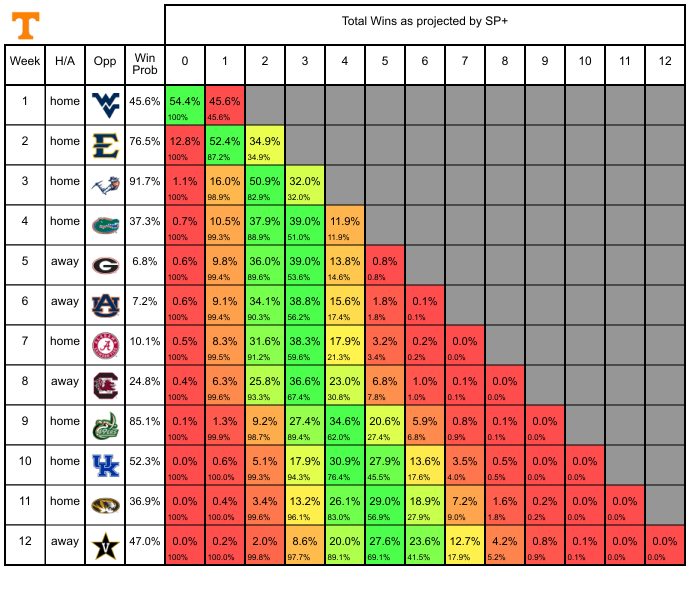 T
Total Wins as projected by SP+
Week H/A Opp Win Prob 0 1 2 3 4 5 6 7 8 9 10 11 12
1 home WV 45.6% 54.4% 45.6%
100% 45.6%
2 home E 76.5% 12.8% 52.4% 34.9%
100% 87.2% 34.9%
3 home 91.7% 1.1% 16.0% 50.9% 32.0%
100% 98.9% 82.9% 32.0%
4 home 37.3% 0.7% 10.5% 37.9% 39.0% 11.9%
100% 99.3% 88.9% 51.0% 11.9%
5 away G 6.8% 0.6% 9.8% 36.0% 39.0% 13.8% 0.8%
100% 99.4% 89.6% 53.6% 14.6% 0.8%
6 away AU 7.2% 0.6% 9.1% 34.1% 38.8% 15.6% 1.8% 0.1%
100% 99.4% 90.3% 56.2% 17.4% 1.8% 0.1%
7 home A 10.1% 0.5% 8.3% 31.6% 38.3% 17.9% 3.2% 0.2% 0.0%
100% 99.5% 91.2% 59.6% 21.3% 3.4% 0.2% 0.0%
8 away C 24.8% 0.4% 6.3% 25.8% 36.6% 23.0% 6.8% 1.0% 0.1% 0.0%
100% 99.6% 93.3% 67.4% 30.8% 7.8% 1.0% 0.1% 0.0%
9 home C 85.1% 0.1% 1.3% 9.2% 27.4% 34.6% 20.6% 5.9% 0.8% 0.1% 0.0%
100% 99.9% 98.7% 89.4% 62.0% 27.4% 6.8% 0.9% 0.1% 0.0%
10 home UK 52.3% 0.0% 0.6% 5.1% 17.9% 30.9% 27.9% 13.6% 3.5% 0.5% 0.0% 0.0%
100% 100.0% 99.3% 94.3% 76.4% 45.5% 17.6% 4.0% 0.5% 0.0% 0.0%
11 home 36.9% 0.0% 0.4% 3.4% 13.2% 26.1% 29.0% 18.9% 7.2% 1.6% 0.2% 0.0% 0.0%
100% 100.0% 99.6% 96.1% 83.0% 56.9% 27.9% 9.0% 1.8% 0.2% 0.0% 0.0%
12 away V 47.0% 0.0% 0.2% 2.0% 8.6% 20.0% 27.6% 23.6% 12.7% 4.2% 0.8% 0.1% 0.0% 0.0%
100% 100.0% 99.8% 97.7% 89.1% 69.1% 41.5% 17.9% 5.2% 0.9% 0.1% 0.0% 0.0%